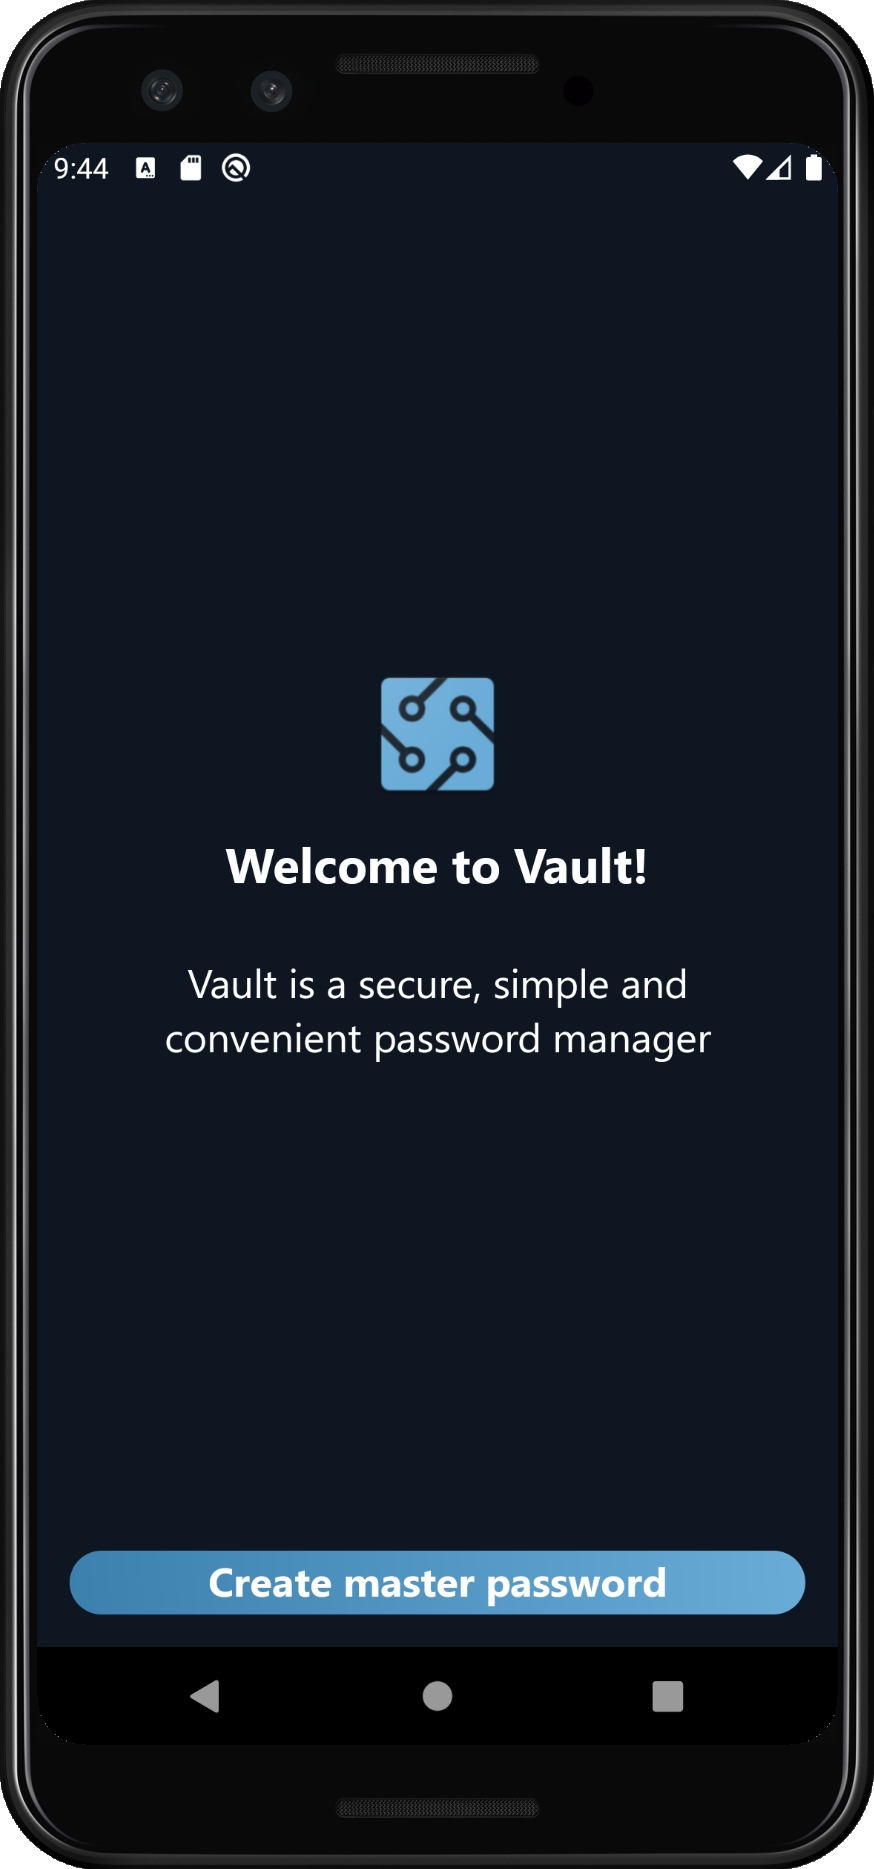 9:44
Welcome to Vault!
Vault is a secure, simple and
convenient password manager
Create master password